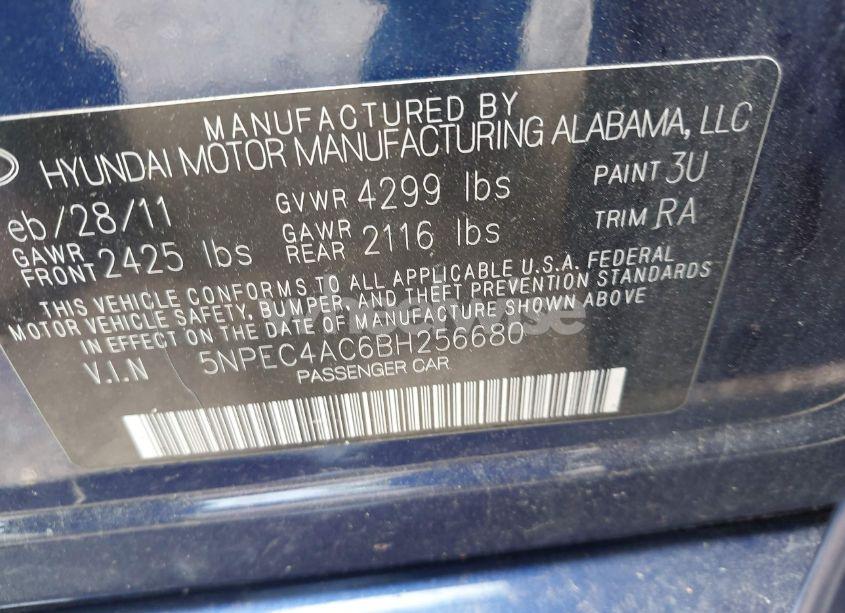 MANUFACTURED BY
HYUNDAI MOTOR MANUFACTURING ALABAMA, LLC
eb/28/11 GVWR 4299 lbs PAINT 3U
GAWR FRONT 2425 lbs GAWR REAR 2116 lbs TRIM RA
THIS VEHICLE CONFORMS TO ALL APPLICABLE U.S.A. FEDERAL
MOTOR VEHICLE SAFETY, BUMPER, AND THEFT PREVENTION STANDARDS
IN EFFECT ON THE DATE OF MANUFACTURE SHOWN ABOVE
V.I.N 5NPEC4AC6BH256680
PASSENGER CAR